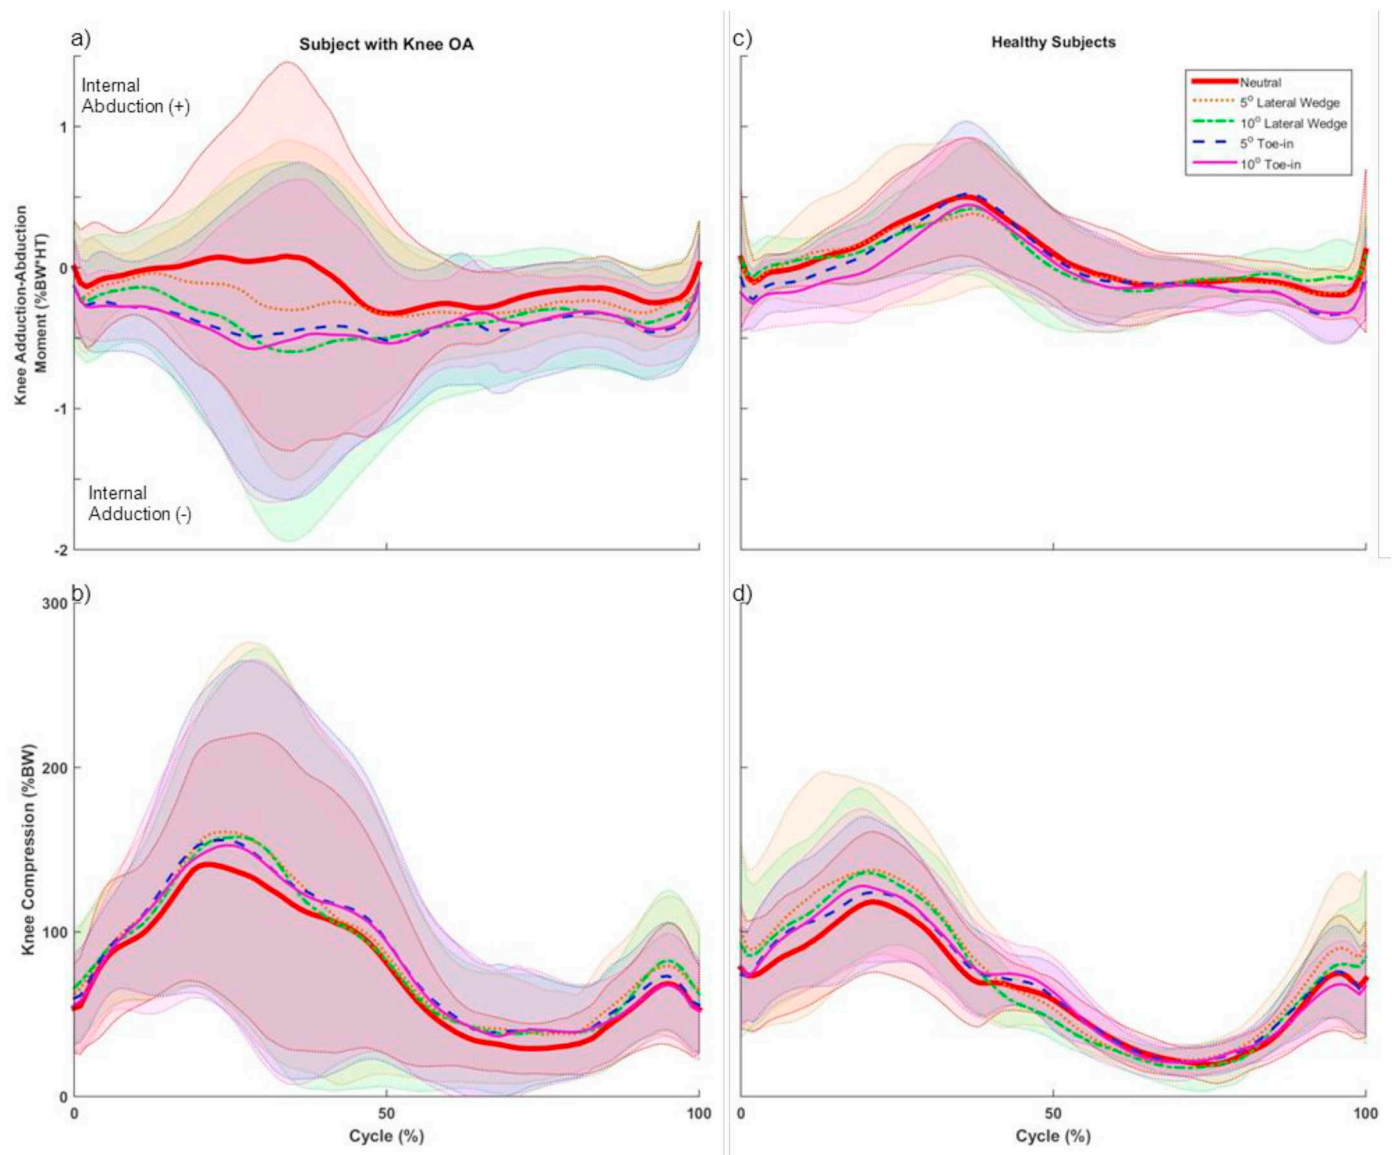 a)
Subject with Knee OA
Internal
Abduction (+)
1
0
-1
-2
Knee Adduction-Abduction
Moment (%BW*HT)
Internal
Adduction (-)
c)
Healthy Subjects
Neutral
5° Lateral Wedge
10° Lateral Wedge
5° Toe-in
10° Toe-in
b)
300
200
100
0
Knee Compression (%BW)
0
50
100
Cycle (%)
d)
0
50
100
Cycle (%)